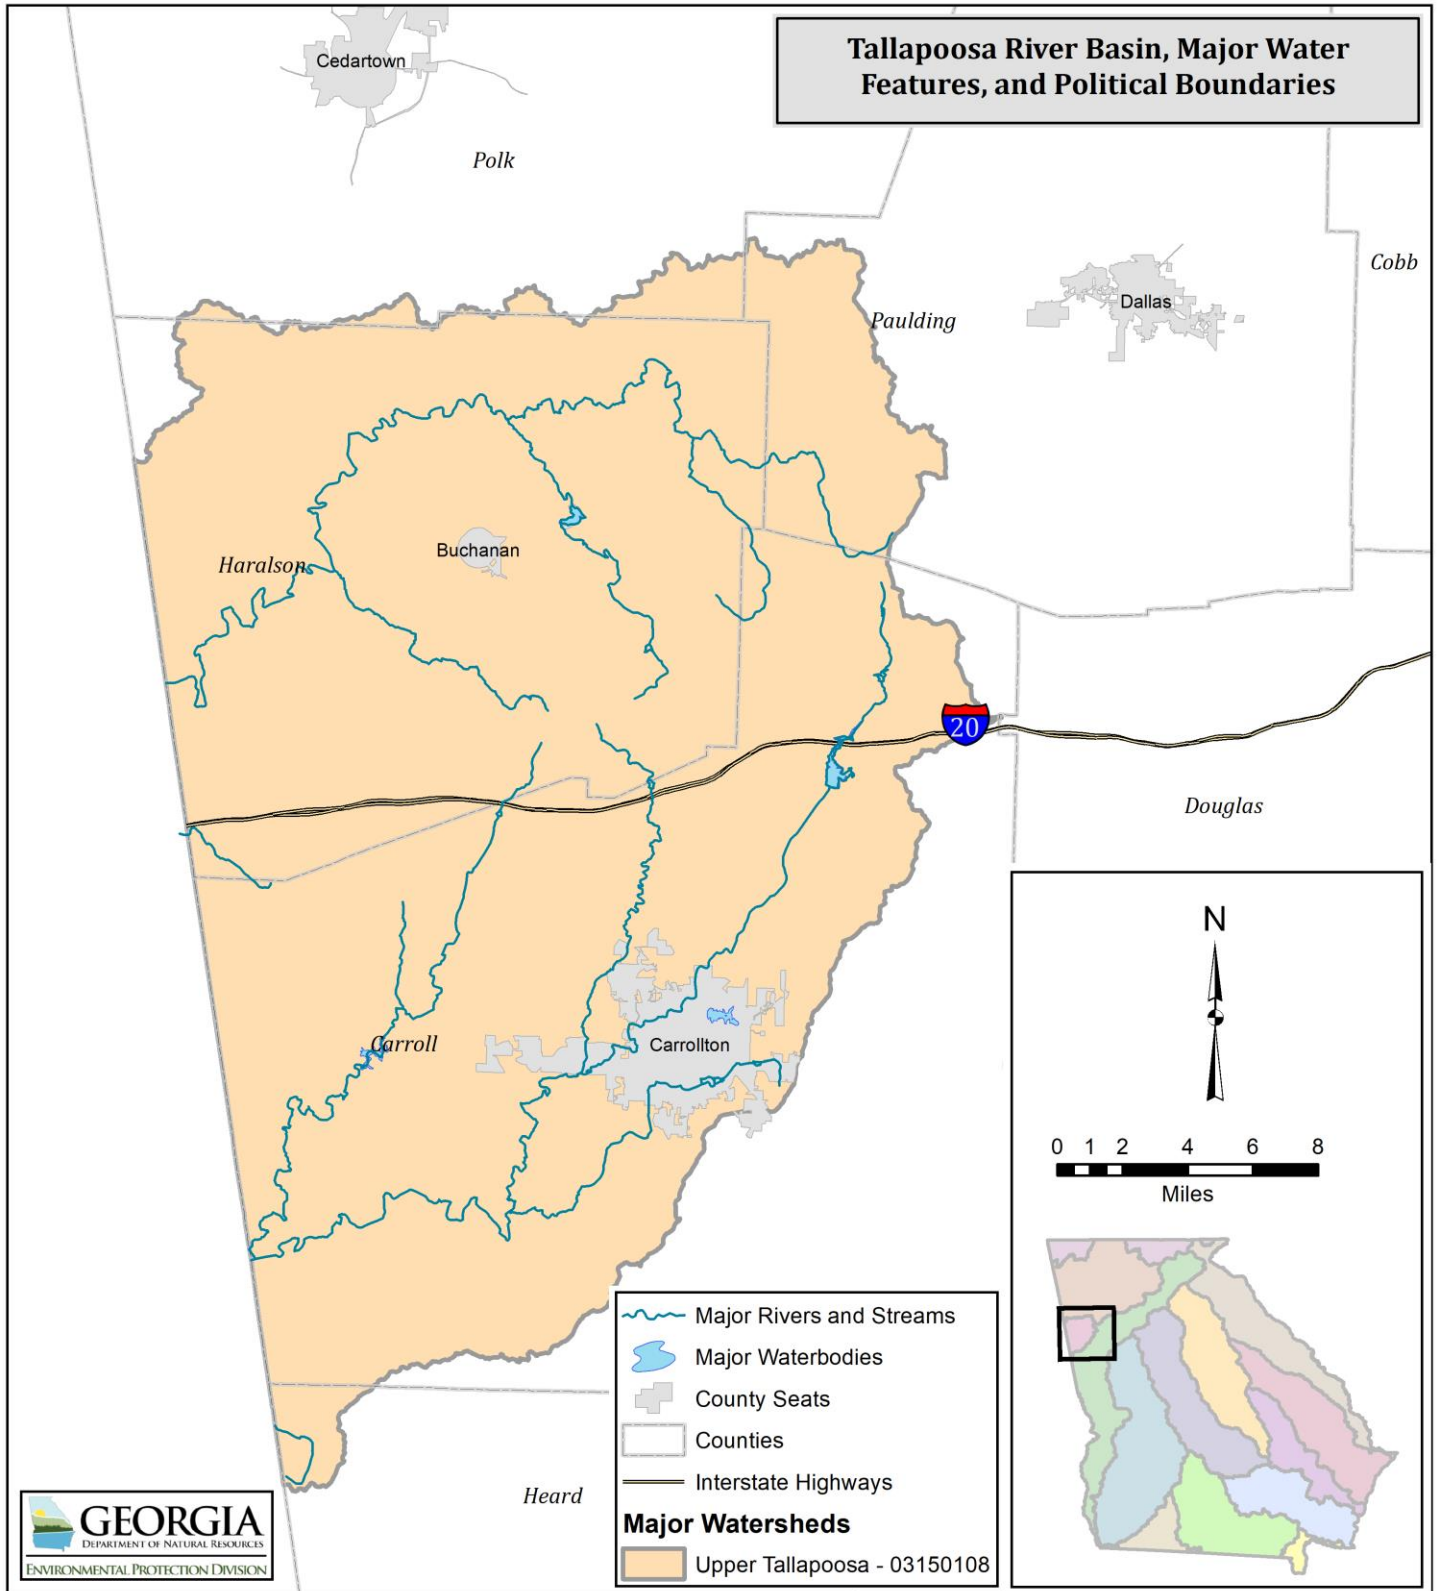 Tallapoosa River Basin, Major Water
Features, and Political Boundaries
Cedartown
Polk
Cobb
Dallas
Paulding
Buchanan
Haralson
20
Douglas
Carroll
Carrollton
Heard
N
0 1 2 4 6 8
Miles
Major Rivers and Streams
Major Waterbodies
County Seats
Counties
Interstate Highways
Major Watersheds
Upper Tallapoosa - 03150108
GEORGIA
DEPARTMENT OF NATURAL RESOURCES
ENVIRONMENTAL PROTECTION DIVISION